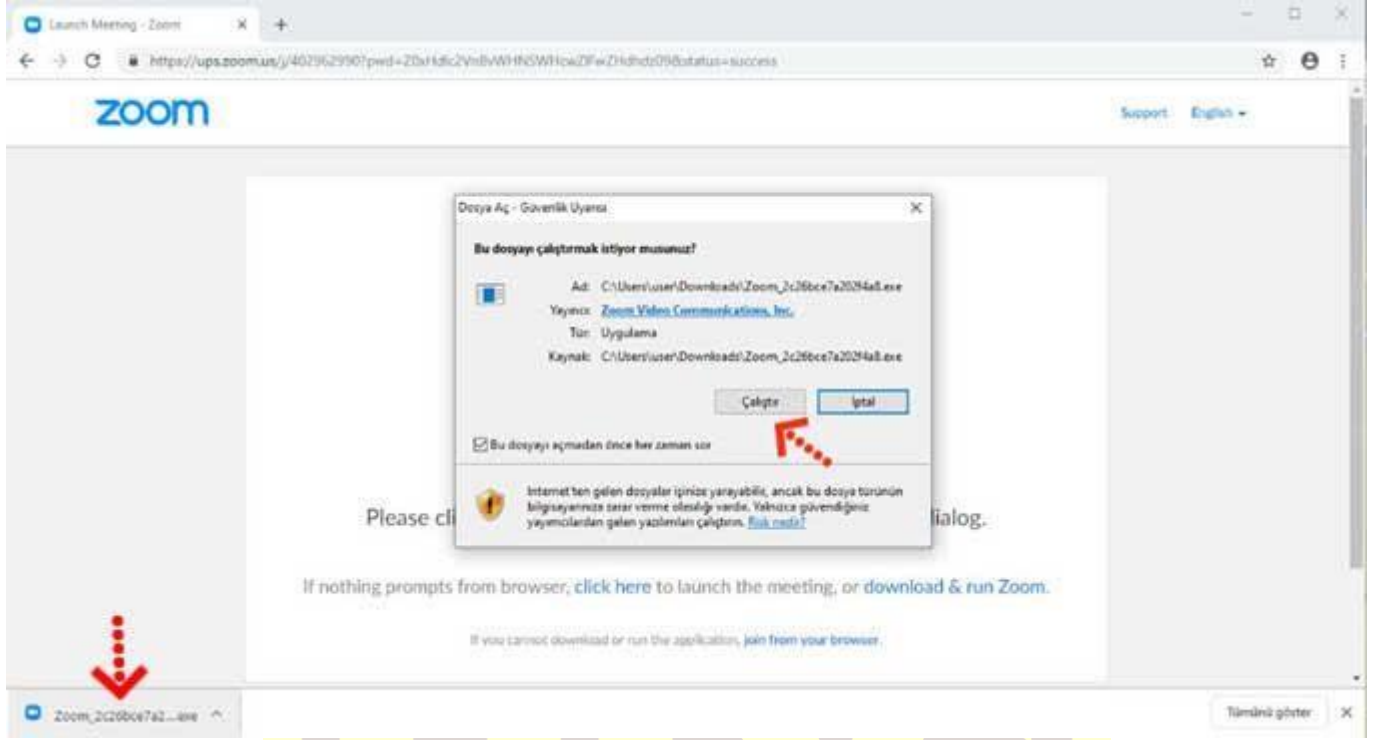 Launch Meeting - Zoom
zoom
Support English
Dosya Aç - Güvenlik Uyarısı
Bu dosyayı çalıştırmak istiyor musunuz?
Ad: C:\Users\user\Downloads\Zoom_2c26bce7a202f4a8.exe
Yayıncı: Zoom Video Communications, Inc.
Tür: Uygulama
Kaynak: C:\Users\user\Downloads\Zoom_2c26bce7a202f4a8.exe
Çalıştır İptal
Bu dosyayı açmadan önce her zaman sor
Internet'ten gelen dosyalar işinize yarayabilir, ancak bu dosya türünün
bilgisayarınıza zarar verme olasılığı vardır. Yalnızca güvendiğiniz
yayımcılardan gelen yazılımları çalıştırın. Risk nedir?
Please cli ialog.
If nothing prompts from browser, click here to launch the meeting, or download & run Zoom.
If you cannot download or run the application, join from your browser.
Zoom_2c26bce7a2....exe
Tümünü göster